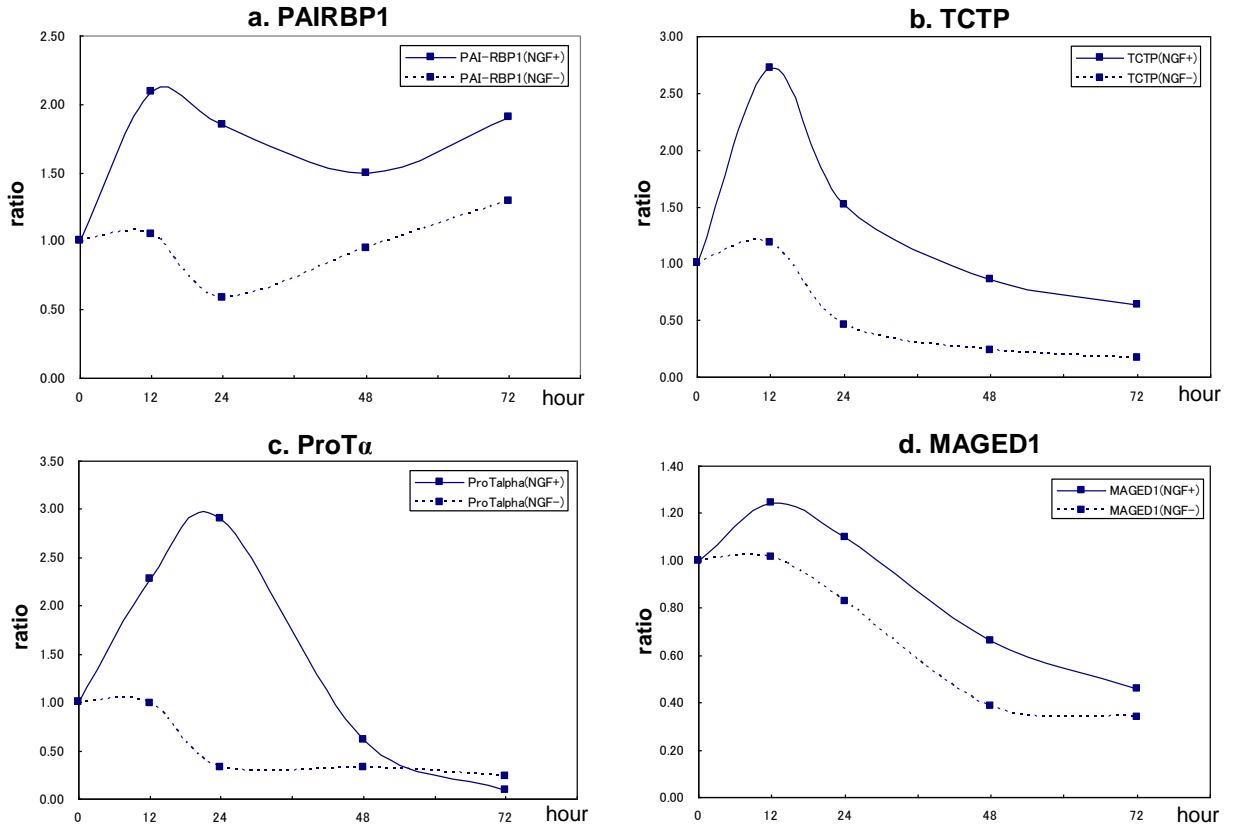 a. PAIRBP1
2.50
2.00
1.50
1.00
0.50
0.00
ratio
PAI-RBP1(NGF+)
PAI-RBP1(NGF-)
0 12 24 48 72 hour
b. TCTP
3.00
2.50
2.00
1.50
1.00
0.50
0.00
ratio
TCTP(NGF+)
TCTP(NGF-)
0 12 24 48 72 hour
c. ProTα
3.50
3.00
2.50
2.00
1.50
1.00
0.50
0.00
ratio
ProTalpha(NGF+)
ProTalpha(NGF-)
0 12 24 48 72 hour
d. MAGED1
1.40
1.20
1.00
0.80
0.60
0.40
0.20
0.00
ratio
MAGED1(NGF+)
MAGED1(NGF-)
0 12 24 48 72 hour